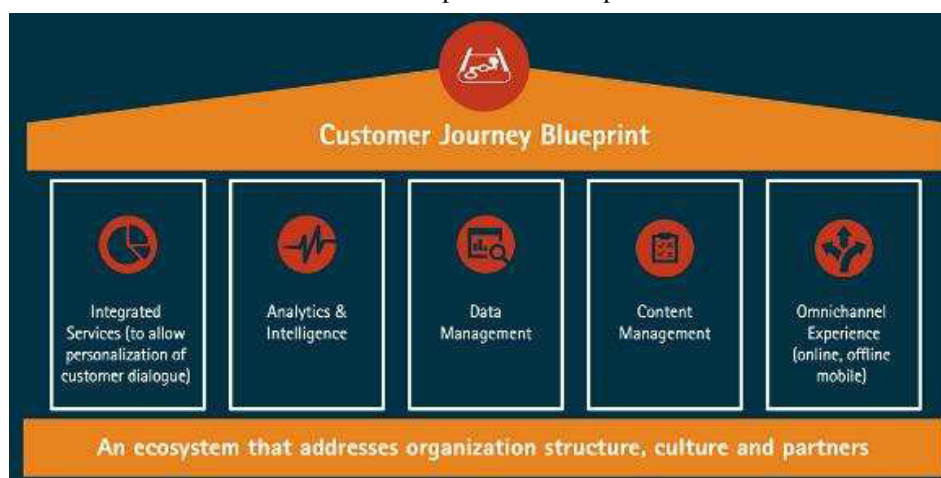 Customer Journey Blueprint
Integrated
Services (to allow
personalization of
customer dialogue)
Analytics &
Intelligence
Data
Management
Content
Management
Omnichannel
Experience
(online, offline
mobile)
An ecosystem that addresses organization structure, culture and partners